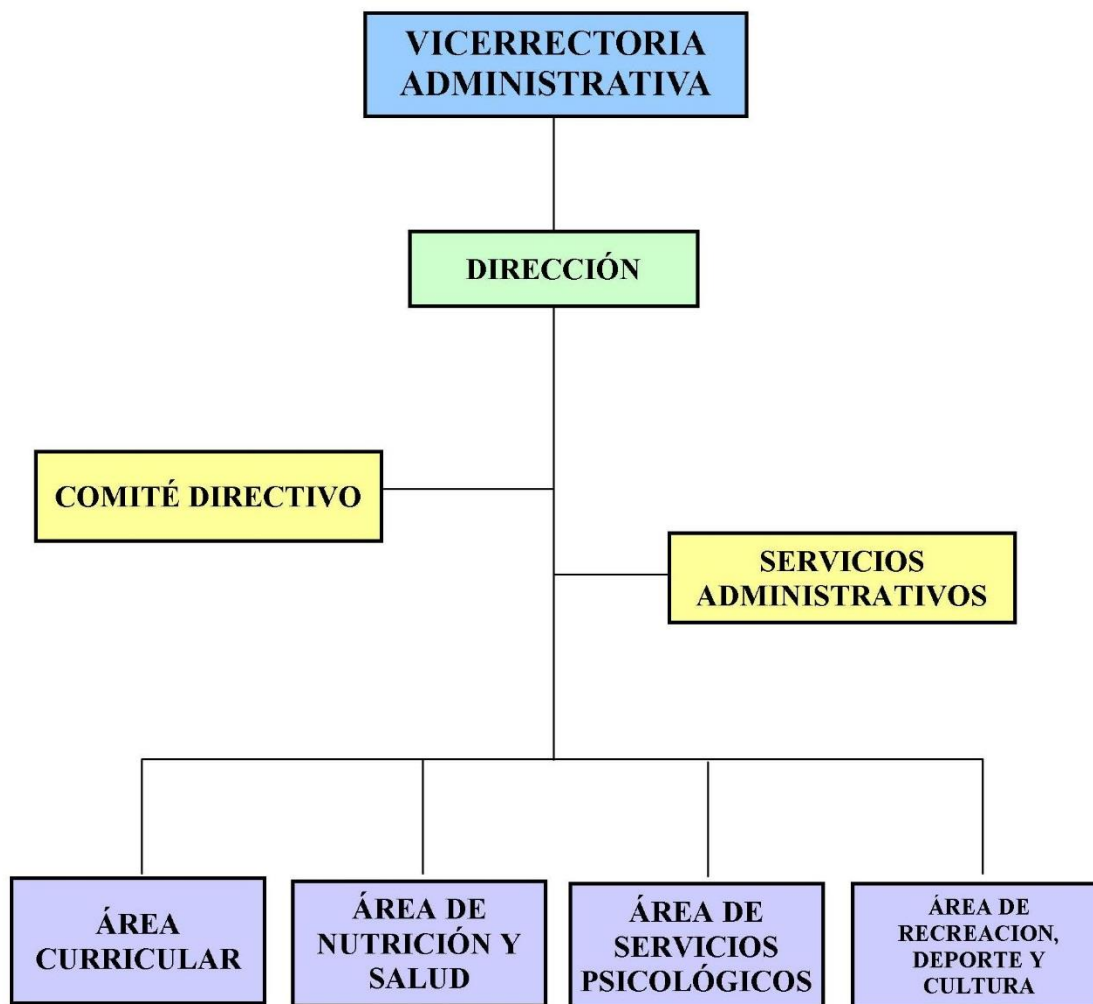 VICERRECTORIA
ADMINISTRATIVA
DIRECCIÓN
COMITÉ DIRECTIVO
SERVICIOS
ADMINISTRATIVOS
ÁREA
CURRICULAR
ÁREA DE
NUTRICIÓN Y
SALUD
ÁREA DE
SERVICIOS
PSICOLÓGICOS
ÁREA DE
RECREACION,
DEPORTE Y
CULTURA